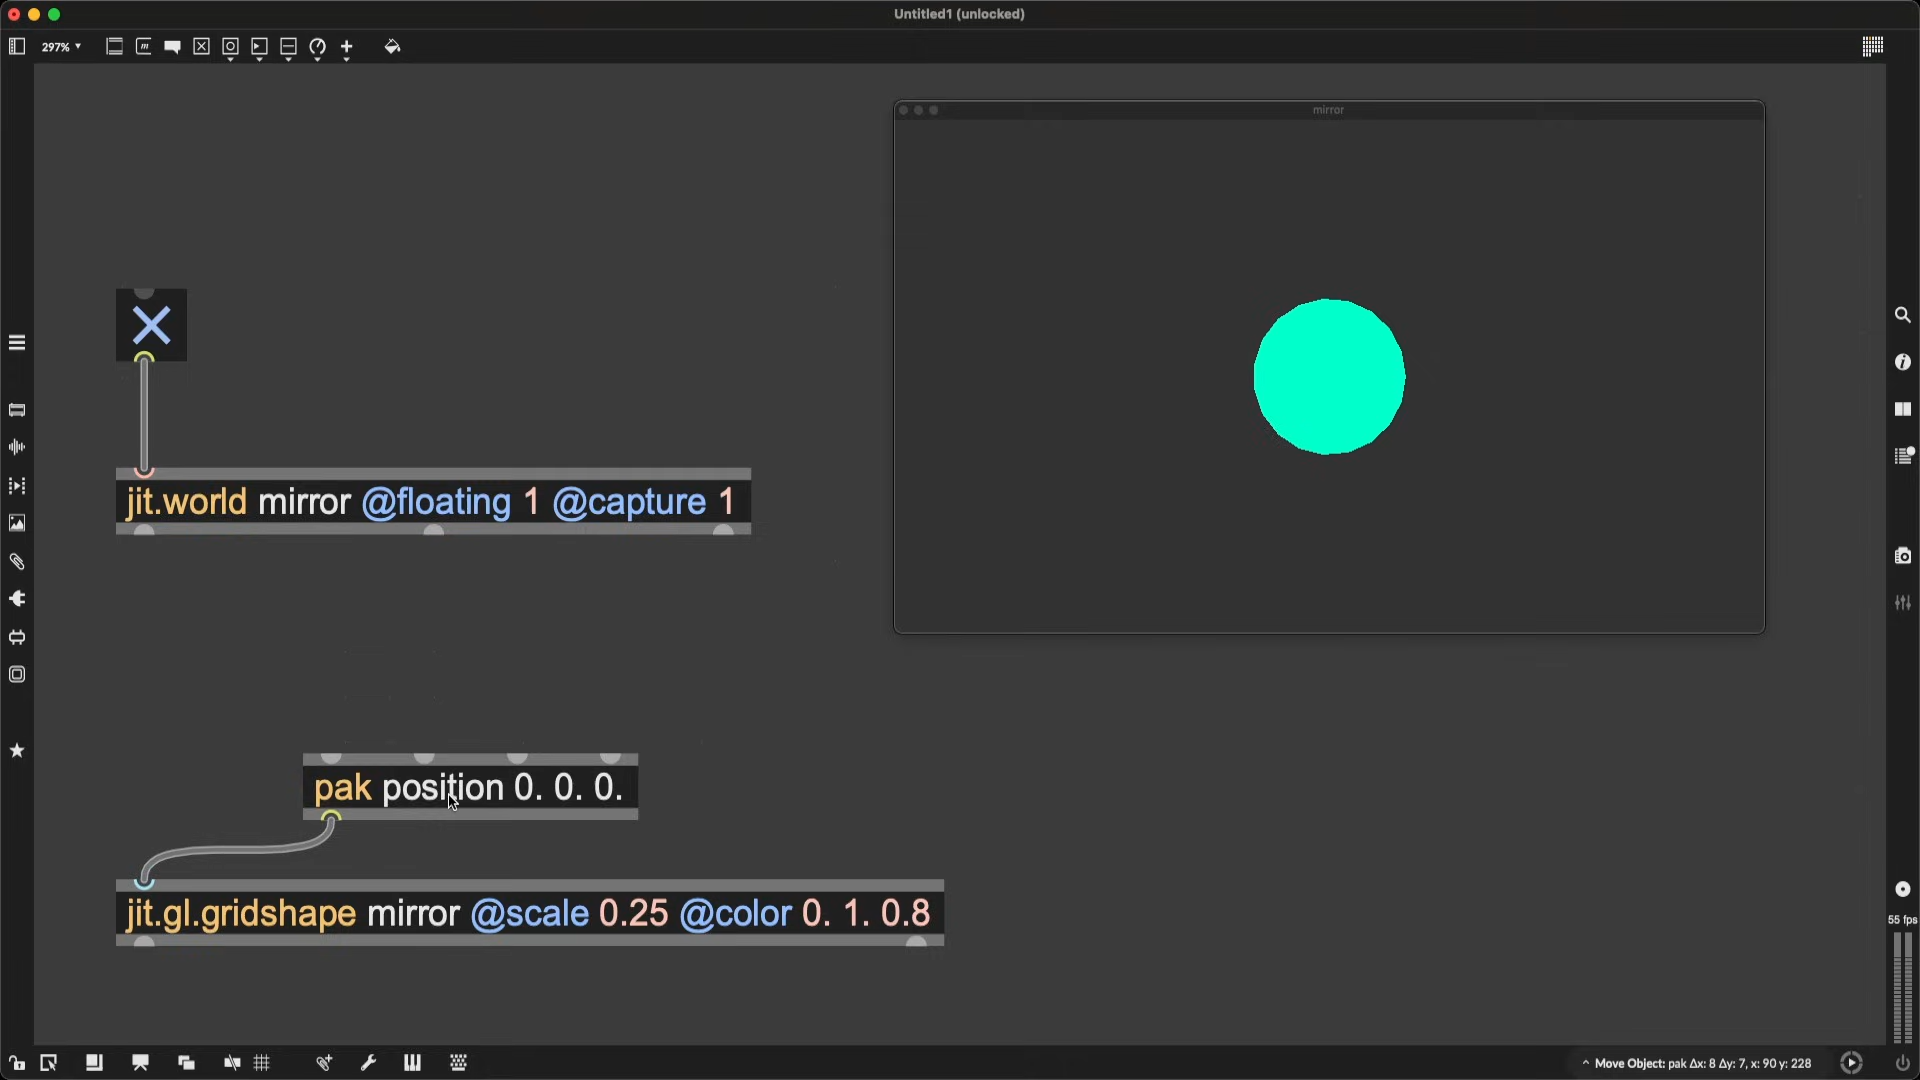 Untitled1 (unlocked)
297%
mirror
jit.world mirror @floating 1 @capture 1
pak position 0. 0. 0.
jit.gl.gridshape mirror @scale 0.25 @color 0. 1. 0.8
55 fps
Move Object: pak Δx: 8 Δy: 7, x: 90 y: 228